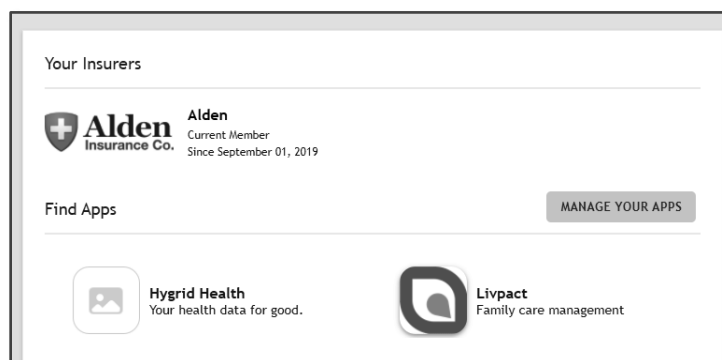 Your Insurers
Alden
Insurance Co.
Alden
Current Member
Since September 01, 2019
Find Apps
MANAGE YOUR APPS
Hygrid Health
Your health data for good.
Livpact
Family care management